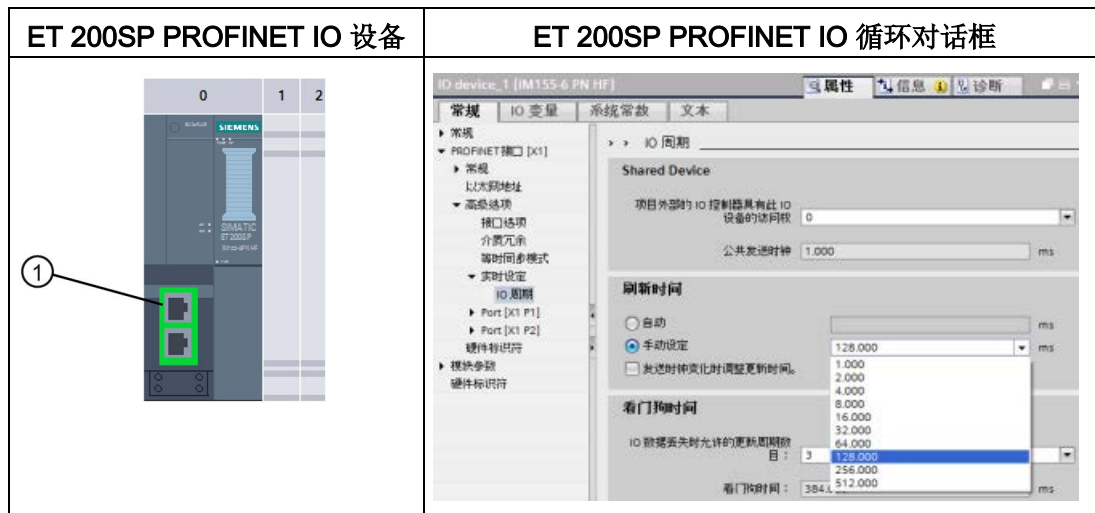 ET 200SP PROFINET IO 设备
ET 200SP PROFINET IO 循环对话框
0 1 2
SIEMENS
SIMATIC
ET 200SP
①
IO device_1 [IM155-6 PN HF]
属性 信息 诊断
常规 IO 变量 系统常数 文本
常规
PROFINET接口 [X1]
常规
以太网地址
高级选项
接口选项
介质冗余
等时同步模式
实时设定
IO 周期
Port [X1 P1]
Port [X1 P2]
硬件标识符
模块参数
硬件标识符
> > IO 周期
Shared Device
项目外部的 IO 控制器具有此 IO
设备的访问权 0
公共发送时钟 1.000 ms
刷新时间
自动 ms
手动设定 128.000 ms
发送时钟变化时调整更新时间。
1.000
2.000
4.000
8.000
16.000
32.000
64.000
128.000
256.000
512.000
看门狗时间
IO 数据丢失时允许的更新周期数
目： 3
看门狗时间： 384. ms